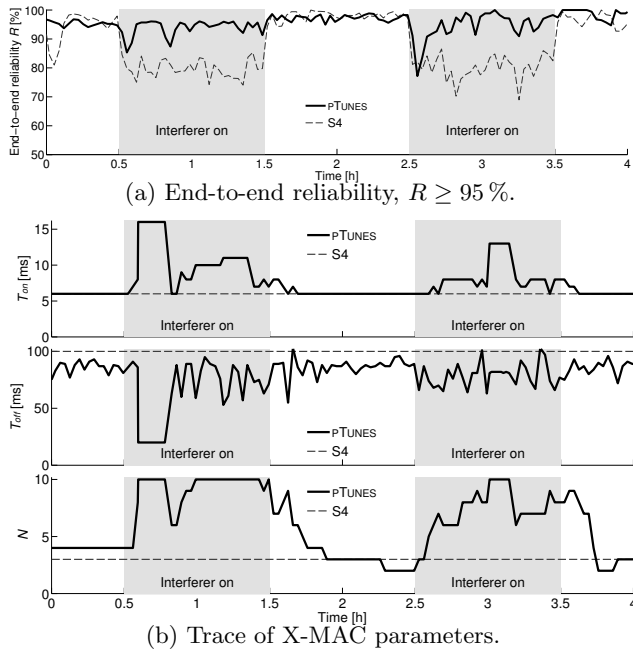 End-to-end reliability R [%]
100
90
80
70
60
50
PTUNES
S4
Interferer on
Interferer on
0 0.5 1 1.5 2 2.5 3 3.5 4
Time [h]
(a) End-to-end reliability, R ≥ 95 %.
T_on [ms]
15
10
5
0
PTUNES
S4
Interferer on
Interferer on
T_off [ms]
100
50
0
PTUNES
S4
Interferer on
Interferer on
N
10
5
0
PTUNES
S4
Interferer on
Interferer on
0 0.5 1 1.5 2 2.5 3 3.5 4
Time [h]
(b) Trace of X-MAC parameters.